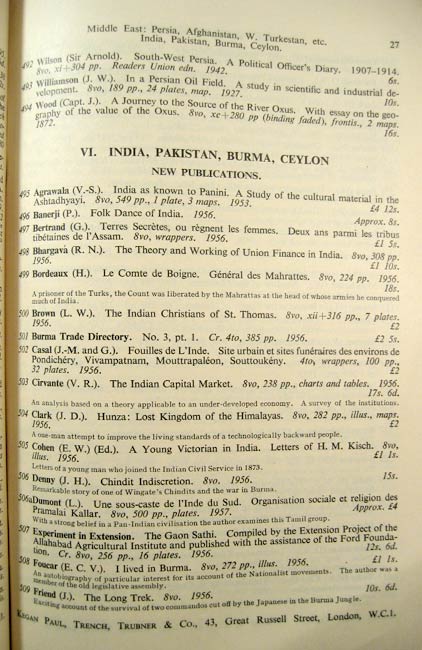 Middle East: Persia, Afghanistan, W. Turkestan, etc.
India, Pakistan, Burma, Ceylon.
27
492 Wilson (Sir Arnold). South-West Persia. A Political Officer's Diary. 1907–1914.
8vo, xi+304 pp. Readers Union edn. 1942. 6s.
493 Williamson (J. W.). In a Persian Oil Field. A study in scientific and industrial de-
velopment. 8vo, 189 pp., 24 plates, map. 1927. 10s.
494 Wood (Capt. J.). A Journey to the Source of the River Oxus. With essay on the geo-
graphy of the value of the Oxus. 8vo, xc+280 pp (binding faded), frontis., 2 maps.
1872. 16s.
VI. INDIA, PAKISTAN, BURMA, CEYLON
NEW PUBLICATIONS.
495 Agrawala (V.-S.). India as known to Panini. A Study of the cultural material in the
Ashtadhyayi. 8vo, 549 pp., 1 plate, 3 maps. 1953. £4 12s.
496 Banerji (P.). Folk Dance of India. 1956. Approx. 8s.
497 Bertrand (G.). Terres Secrètes, ou règnent les femmes. Deux ans parmi les tribus
tibétaines de l'Assam. 8vo, wrappers. 1956. £1 5s.
498 Bhargavà (R. N.). The Theory and Working of Union Finance in India. 8vo, 308 pp.
1956. £1 10s.
499 Bordeaux (H.). Le Comte de Boigne. Général des Mahrattes. 8vo, 224 pp. 1956.
18s.
A prisoner of the Turks, the Count was liberated by the Mahrattas at the head of whose armies he conquered
much of India.
500 Brown (L. W.). The Indian Christians of St. Thomas. 8vo, xii+316 pp., 7 plates.
1956. £2
501 Burma Trade Directory. No. 3, pt. 1. Cr. 4to, 385 pp. 1956. £2 5s.
502 Casal (J.-M. and G.). Fouilles de L'Inde. Site urbain et sites funéraires des environs de
Pondichéry, Vivampatnam, Mouttrapaléon, Souttoukény. 4to, wrappers, 100 pp.,
32 plates. 1956. £2
503 Cirvante (V. R.). The Indian Capital Market. 8vo, 238 pp., charts and tables. 1956.
17s. 6d.
An analysis based on a theory applicable to an under-developed economy. A survey of the institutions.
504 Clark (J. D.). Hunza: Lost Kingdom of the Himalayas. 8vo, 282 pp., illus., maps.
1956. £1
A one-man attempt to improve the living standards of a technologically backward people.
505 Cohen (E. W.) (Ed.). A Young Victorian in India. Letters of H. M. Kisch. 8vo,
illus. 1956. £1 1s.
Letters of a young man who joined the Indian Civil Service in 1873.
506 Denny (J. H.). Chindit Indiscretion. 8vo. 1956. 15s.
Remarkable story of one of Wingate's Chindits and the war in Burma.
506a Dumont (L.). Une sous-caste de l'Inde du Sud. Organisation sociale et religion des
Pramalai Kallar. 8vo, 500 pp., plates. 1957. Approx. £4
With a strong belief in a Pan-Indian civilisation the author examines this Tamil group.
507 Experiment in Extension. The Gaon Sathi. Compiled by the Extension Project of the
Allahabad Agricultural Institute and published with the assistance of the Ford Founda-
tion. Cr. 8vo, 256 pp., 16 plates. 1956. 12s. 6d.
508 Foucar (E. C. V.). I lived in Burma. 8vo, 272 pp., illus. 1956. £1 1s.
An autobiography of particular interest for its account of the Nationalist movements. The author was a
member of the old legislative assembly.
509 Friend (J.). The Long Trek. 8vo. 1956. 10s. 6d.
Exciting account of the survival of two commandos cut off by the Japanese in the Burma Jungle.
KEGAN PAUL, TRENCH, TRUBNER & CO., 43, Great Russell Street, London, W.C.1.